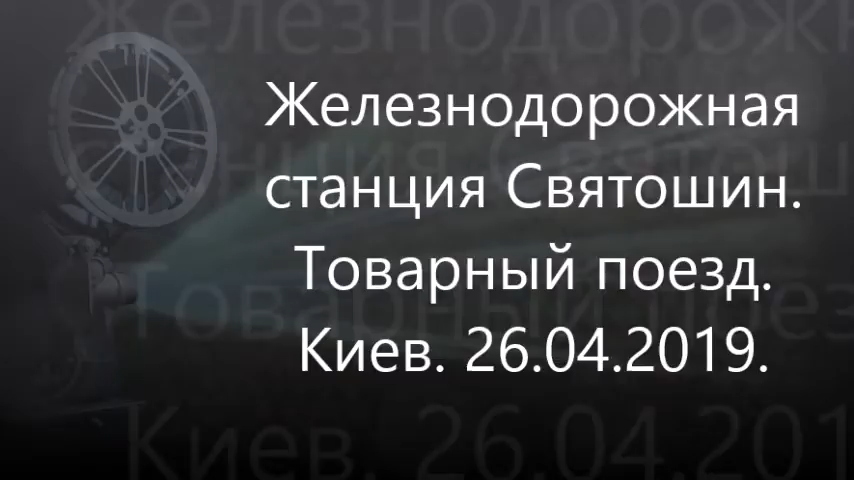 Железнодорожная
станция Святошин.
Товарный поезд.
Киев. 26.04.2019.